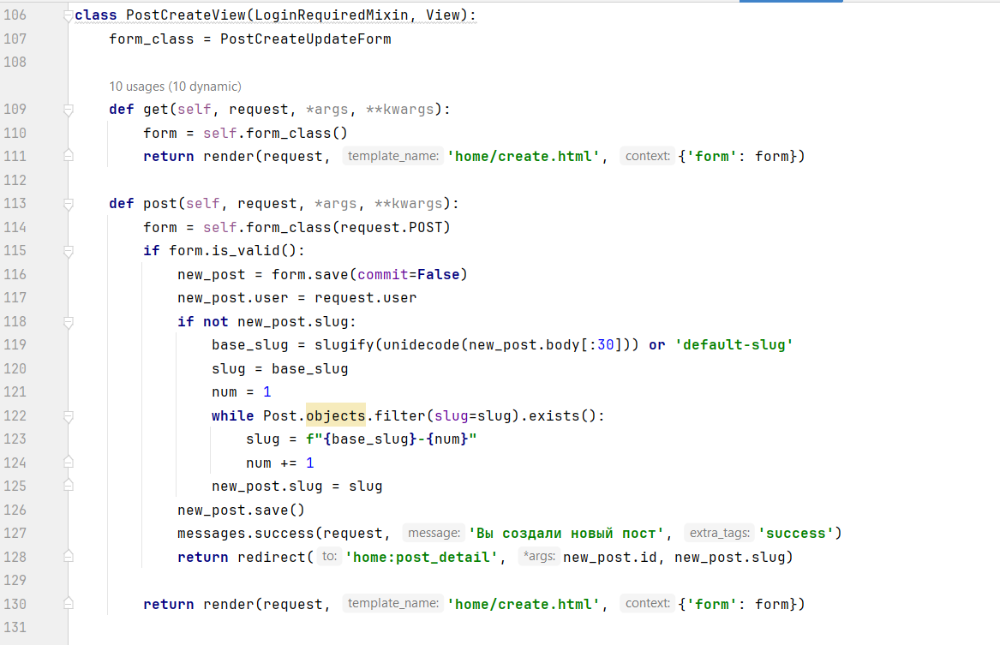 106 class PostCreateView(LoginRequiredMixin, View):
107 form_class = PostCreateUpdateForm
108
10 usages (10 dynamic)
109 def get(self, request, *args, **kwargs):
110 form = self.form_class()
111 return render(request, template_name: 'home/create.html', context: {'form': form})
112
113 def post(self, request, *args, **kwargs):
114 form = self.form_class(request.POST)
115 if form.is_valid():
116 new_post = form.save(commit=False)
117 new_post.user = request.user
118 if not new_post.slug:
119 base_slug = slugify(unidecode(new_post.body[:30])) or 'default-slug'
120 slug = base_slug
121 num = 1
122 while Post.objects.filter(slug=slug).exists():
123 slug = f"{base_slug}-{num}"
124 num += 1
125 new_post.slug = slug
126 new_post.save()
127 messages.success(request, message: 'Вы создали новый пост', extra_tags: 'success')
128 return redirect( to: 'home:post_detail', *args: new_post.id, new_post.slug)
129
130 return render(request, template_name: 'home/create.html', context: {'form': form})
131